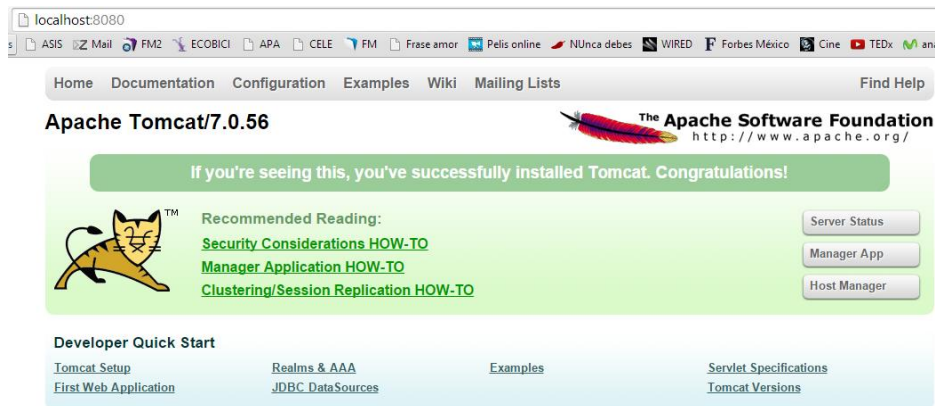 localhost:8080
s ASIS Z Mail FM2 ECOBICI APA CELE FM Frase amor Pelis online NUnca debes WIRED Forbes México Cine TEDx
Home Documentation Configuration Examples Wiki Mailing Lists Find Help
Apache Tomcat/7.0.56
The Apache Software Foundation
http://www.apache.org/
If you're seeing this, you've successfully installed Tomcat. Congratulations!
TM
Recommended Reading:
Security Considerations HOW-TO
Manager Application HOW-TO
Clustering/Session Replication HOW-TO
Server Status
Manager App
Host Manager
Developer Quick Start
Tomcat Setup Realms & AAA Examples Servlet Specifications
First Web Application JDBC DataSources Tomcat Versions